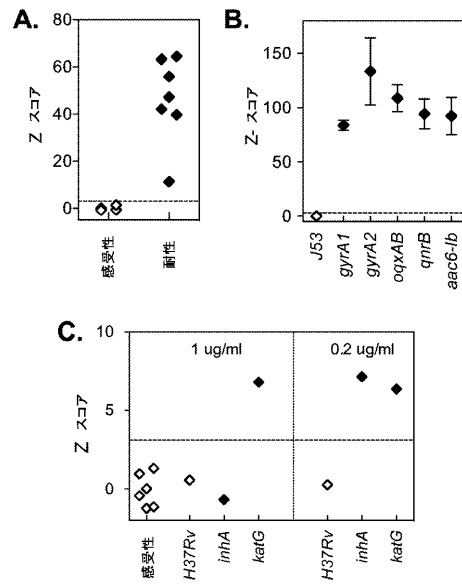 A.
Z スコア
80
60
40
20
0
感受性
耐性
B.
Z- スコア
150
100
50
0
J53
gyrA1
gyrA2
oqxAB
qnrB
aac6-Ib
C.
Z スコア
10
5
0
1 ug/ml
0.2 ug/ml
感受性
H37Rv
inhA
katG
H37Rv
inhA
katG